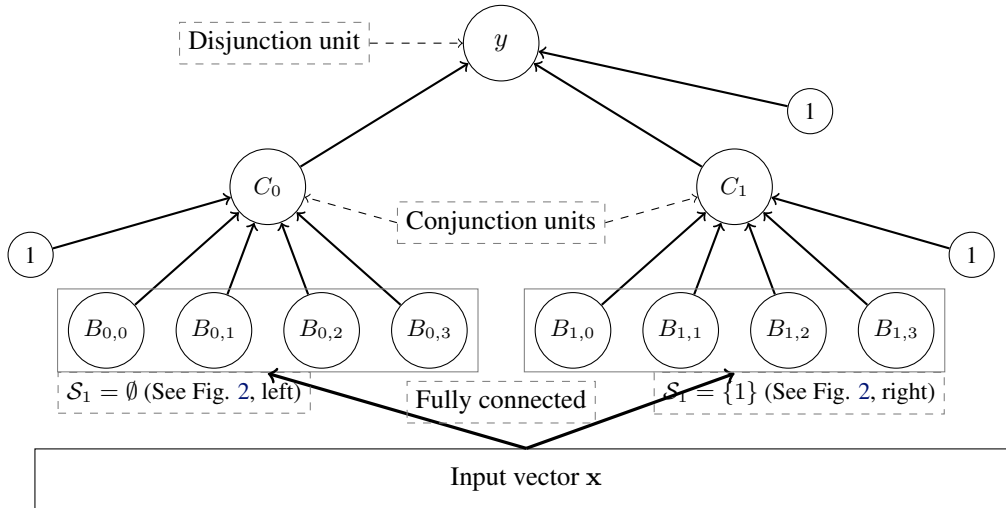 Disjunction unit
y
1
C_0
C_1
Conjunction units
1
1
B_{0,0} B_{0,1} B_{0,2} B_{0,3} B_{1,0} B_{1,1} B_{1,2} B_{1,3}
S_1 = ∅ (See Fig. 2, left)
Fully connected
S_1 = {1} (See Fig. 2, right)
Input vector x